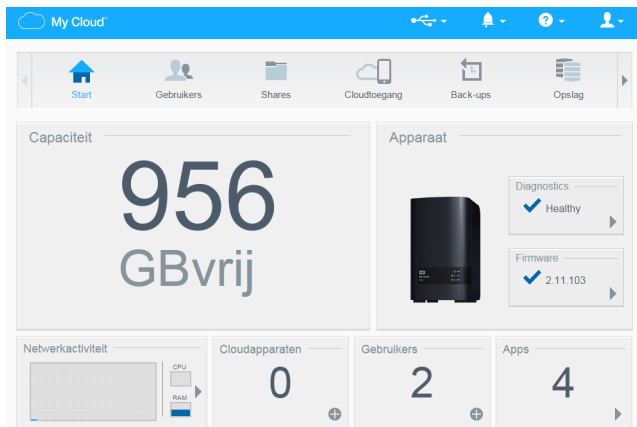 My Cloud™
?
Start
Gebruikers
Shares
Cloudtoegang
Back-ups
Opslag
Capaciteit
956
GBvrij
Apparaat
Diagnostics
Healthy
Firmware
2.11.103
Netwerkactiviteit
CPU
RAM
Cloudapparaten
0
Gebruikers
2
Apps
4